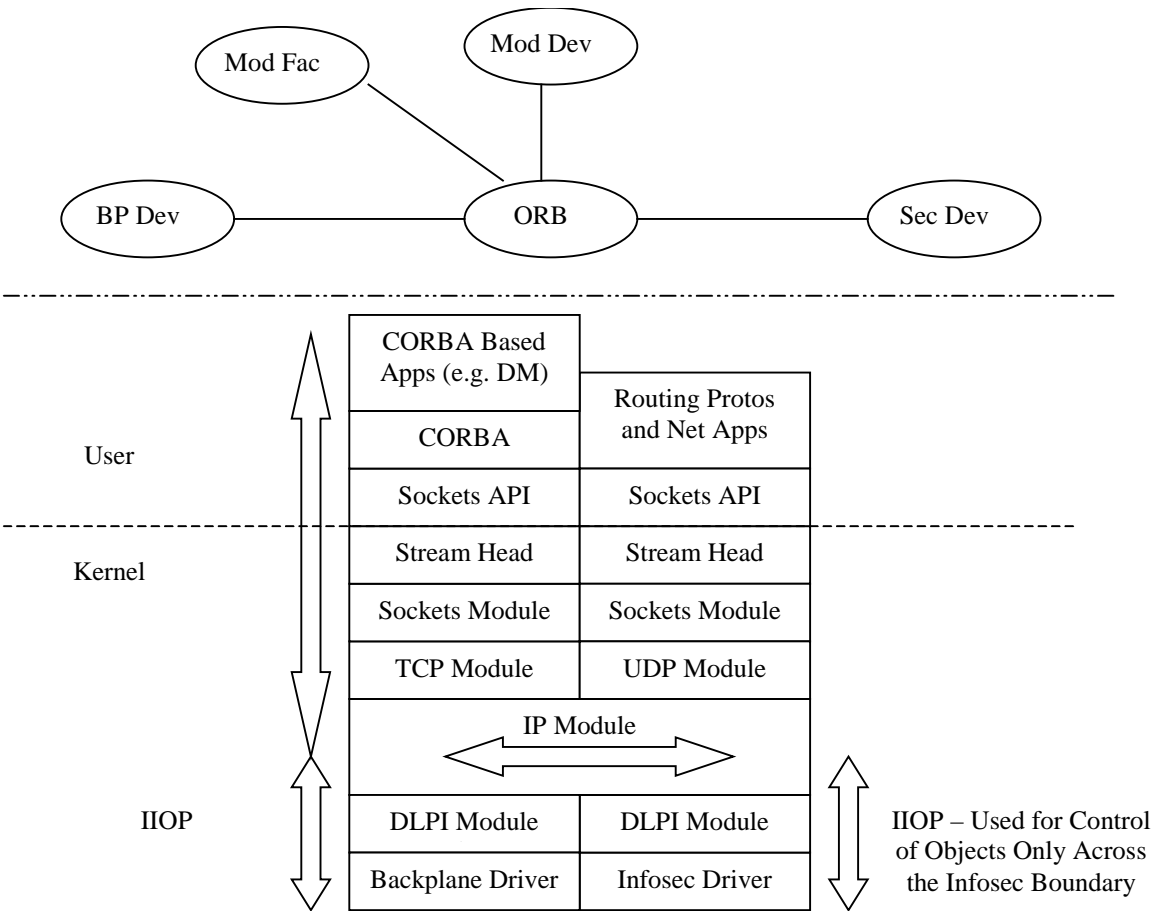 Mod Dev
Mod Fac
BP Dev
ORB
Sec Dev
CORBA Based
Apps (e.g. DM)
Routing Protos
and Net Apps
CORBA
User
Sockets API
Sockets API
Stream Head
Stream Head
Kernel
Sockets Module
Sockets Module
TCP Module
UDP Module
IP Module
IIOP
DLPI Module
DLPI Module
Backplane Driver
Infosec Driver
IIOP – Used for Control
of Objects Only Across
the Infosec Boundary